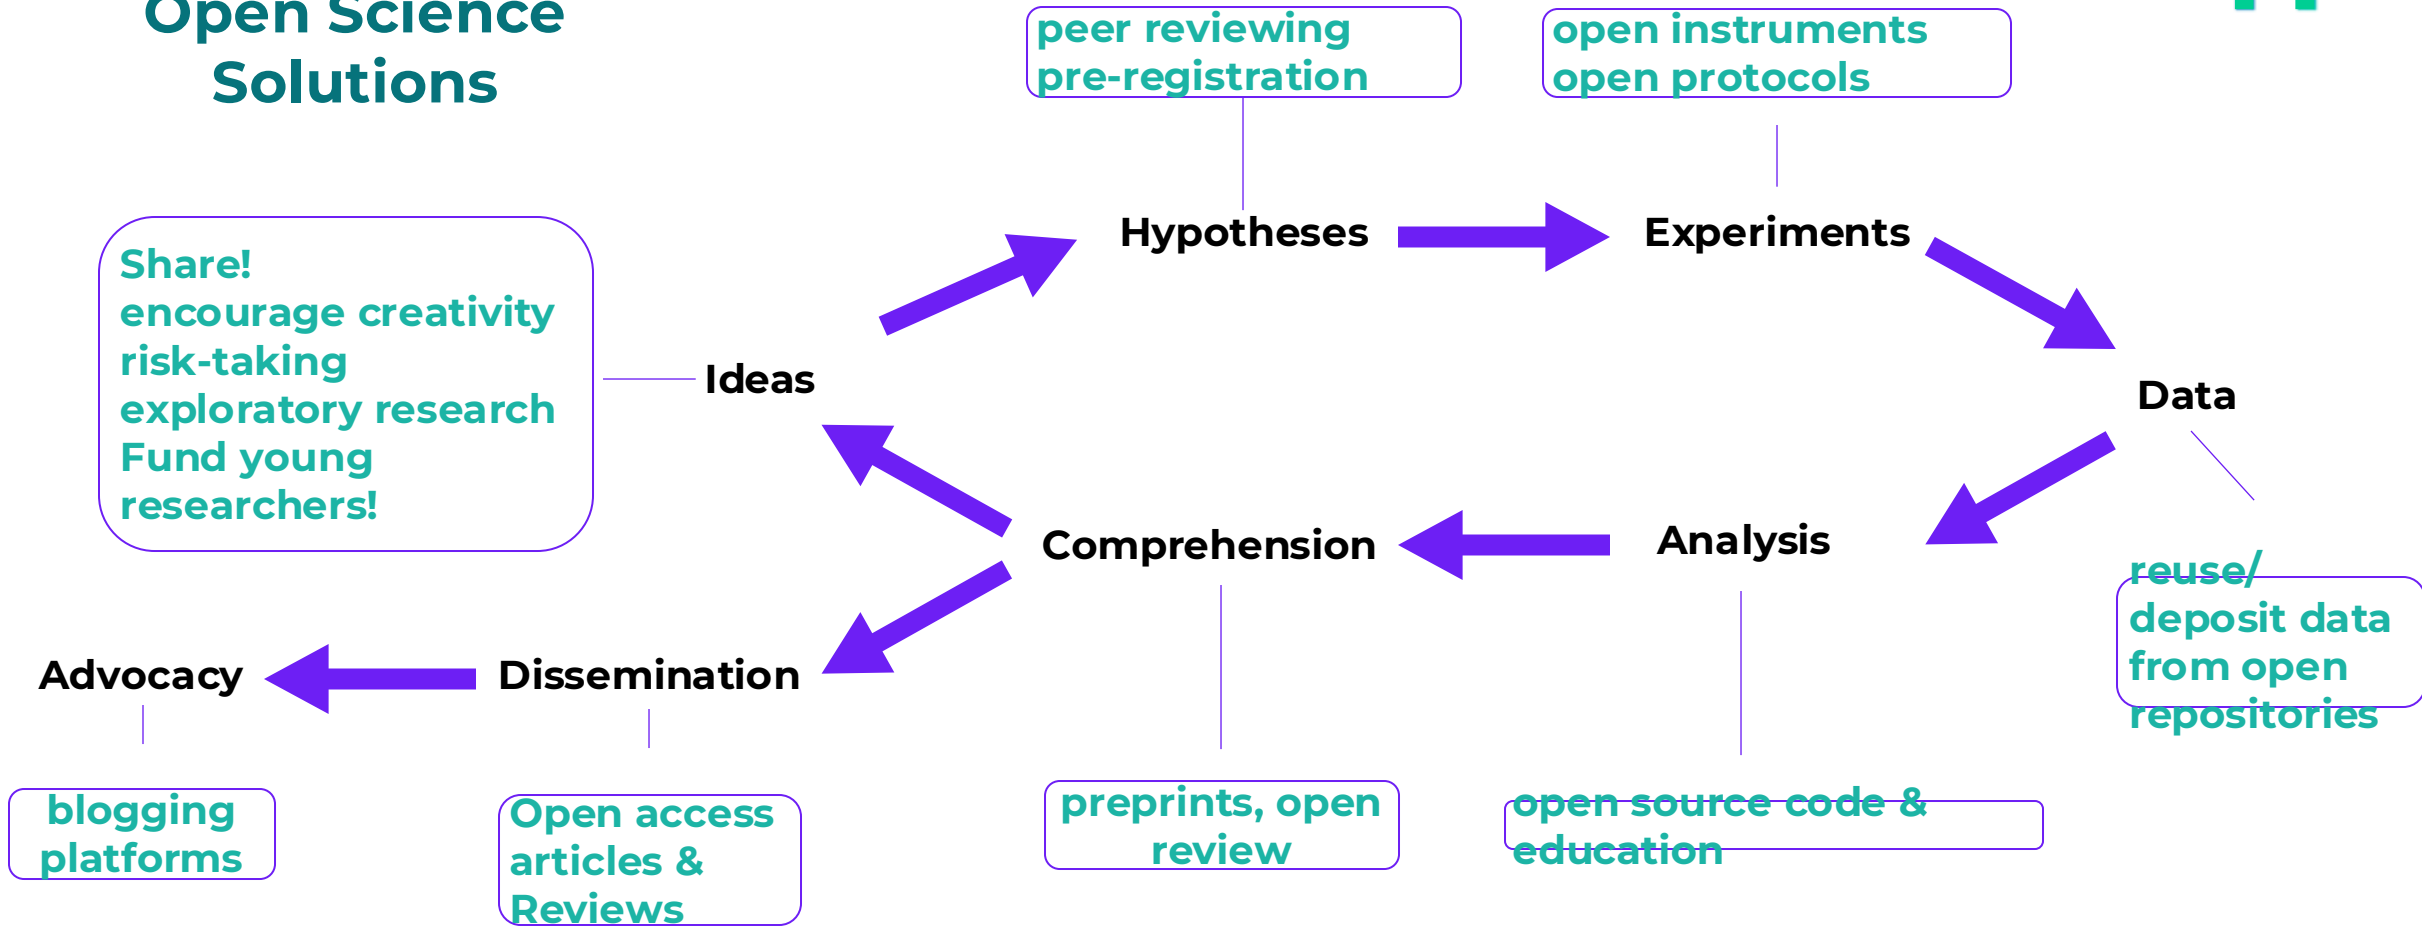 Open Science
Solutions
peer reviewing
pre-registration
open instruments
open protocols
Hypotheses
Experiments
Share!
encourage creativity
risk-taking
exploratory research
Fund young
researchers!
Ideas
Data
Comprehension
Analysis
reuse/
deposit data
from open
repositories
Advocacy
Dissemination
blogging
platforms
Open access
articles &
Reviews
preprints, open
review
open source code &
education